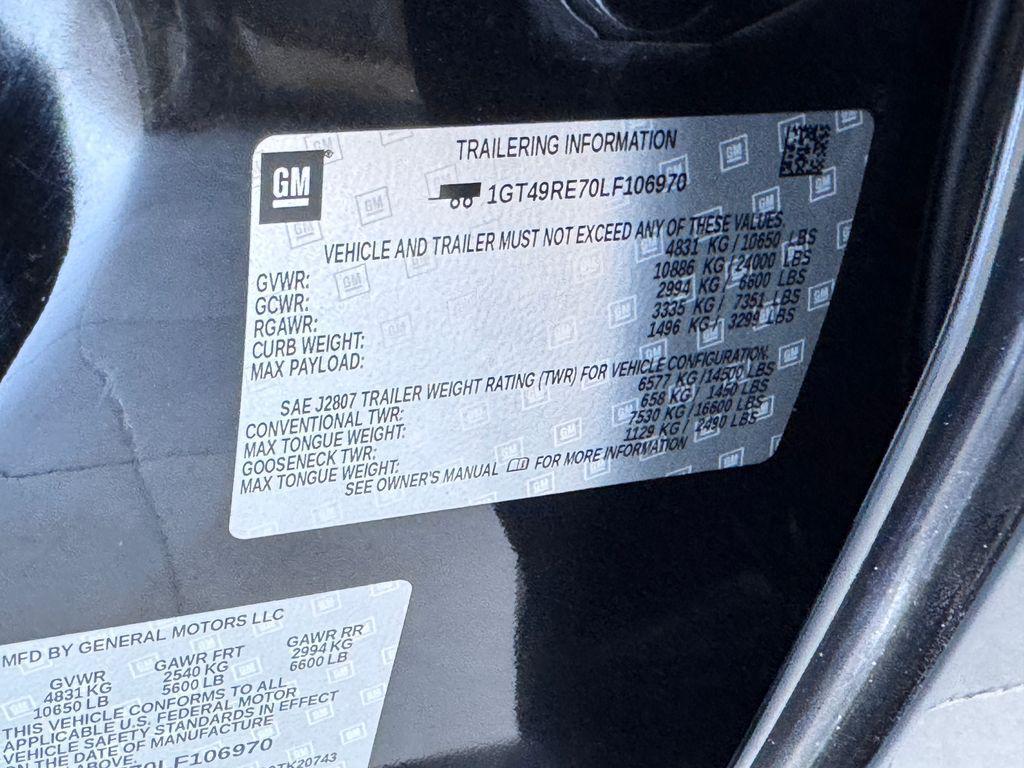 GM
TRAILERING INFORMATION
1GT49RE70LF106970
VEHICLE AND TRAILER MUST NOT EXCEED ANY OF THESE VALUES.
GVWR: 4831 KG/10650 LBS
GCWR: 10886 KG/24000 LBS
RGAWR: 2994 KG/ 6600 LBS
CURB WEIGHT: 3335 KG/ 7351 LBS
MAX PAYLOAD: 1496 KG/ 3299 LBS
SAE J2807 TRAILER WEIGHT RATING (TWR) FOR VEHICLE CONFIGURATION.
CONVENTIONAL TWR: 6577 KG/14500 LBS
MAX TONGUE WEIGHT: 658 KG/ 1450 LBS
GOOSENECK TWR: 7530 KG/16600 LBS
MAX TONGUE WEIGHT: 1129 KG/ 2490 LBS
SEE OWNER'S MANUAL FOR MORE INFORMATION
MFD BY GENERAL MOTORS LLC
GVWR GAWR FRT GAWR RR
4831 KG 2540 KG 2994 KG
10650 LB 5600 LB 6600 LB
THIS VEHICLE CONFORMS TO ALL
APPLICABLE U.S. FEDERAL MOTOR
VEHICLE SAFETY STANDARDS IN EFFECT
ON THE DATE OF MANUFACTURE
ABOVE.
RE70LF106970
TK20743